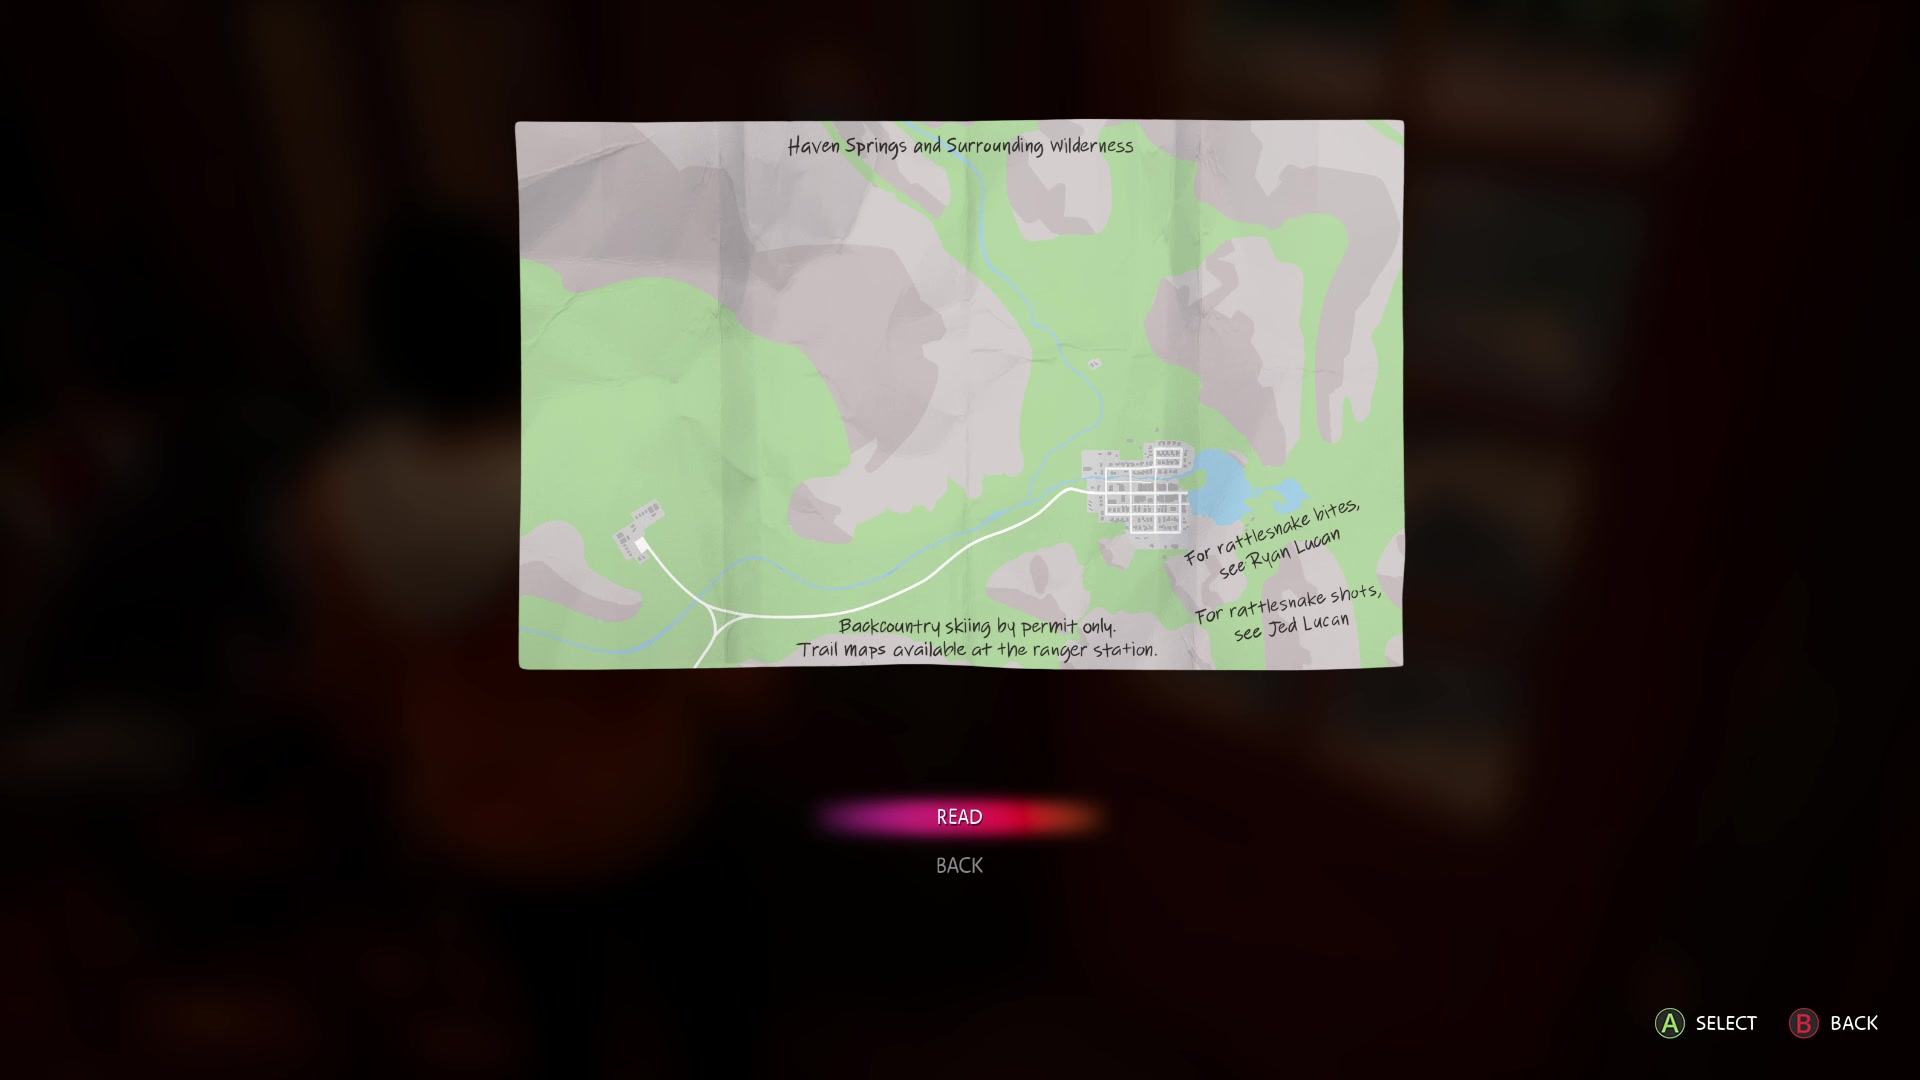 Haven Springs and Surrounding Wilderness
For rattlesnake bites,
see Ryan Lucan
For rattlesnake shots,
see Jed Lucan
Backcountry skiing by permit only.
Trail maps available at the ranger station.
READ
BACK
A SELECT B BACK